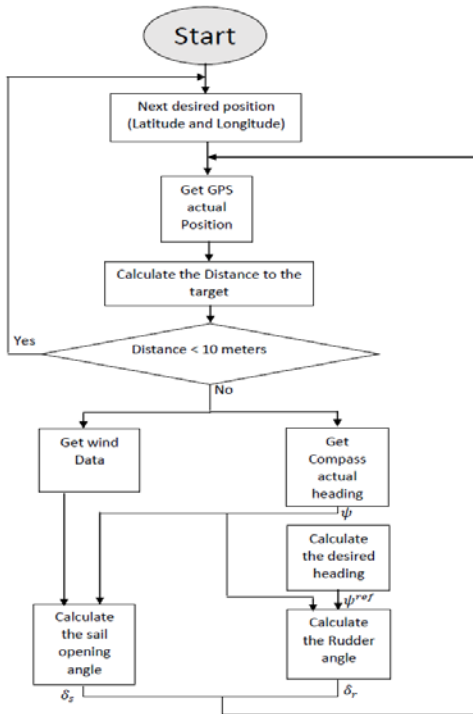 Start
Next desired position
(Latitude and Longitude)
Get GPS
actual
Position
Calculate the Distance to the
target
Yes
Distance < 10 meters
No
Get wind
Data
Get
Compass
actual
heading
ψ
Calculate
the desired
heading
ψ^ref
Calculate
the sail
opening
angle
Calculate
the Rudder
angle
δₛ
δᵣ